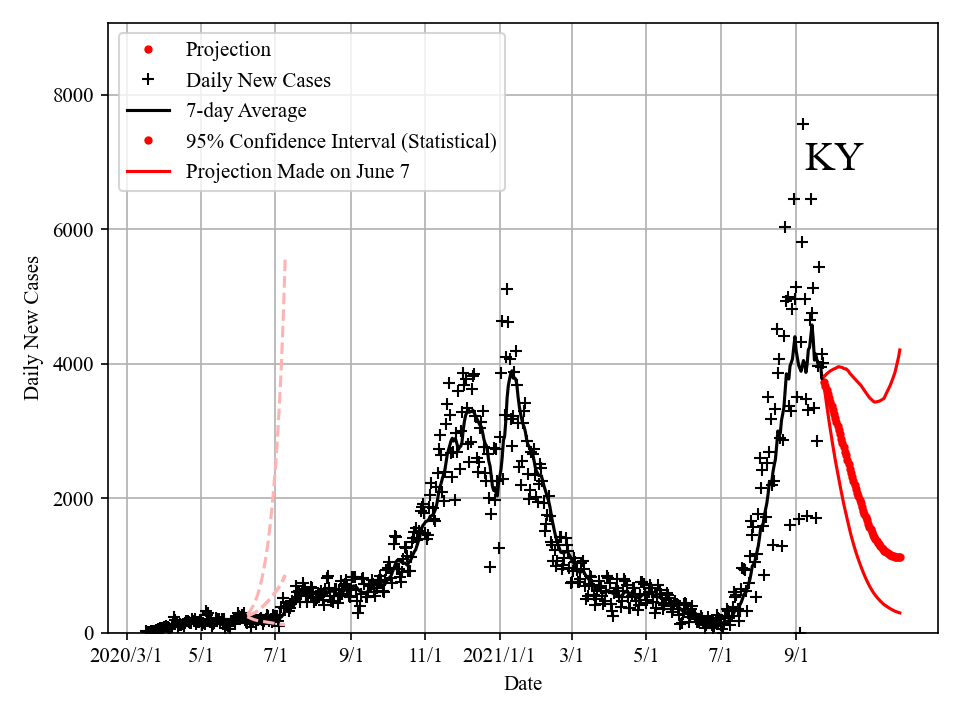 Projection
Daily New Cases
7-day Average
95% Confidence Interval (Statistical)
Projection Made on June 7
KY
Daily New Cases
8000
6000
4000
2000
0
2020/3/1 5/1 7/1 9/1 11/1 2021/1/1 3/1 5/1 7/1 9/1
Date